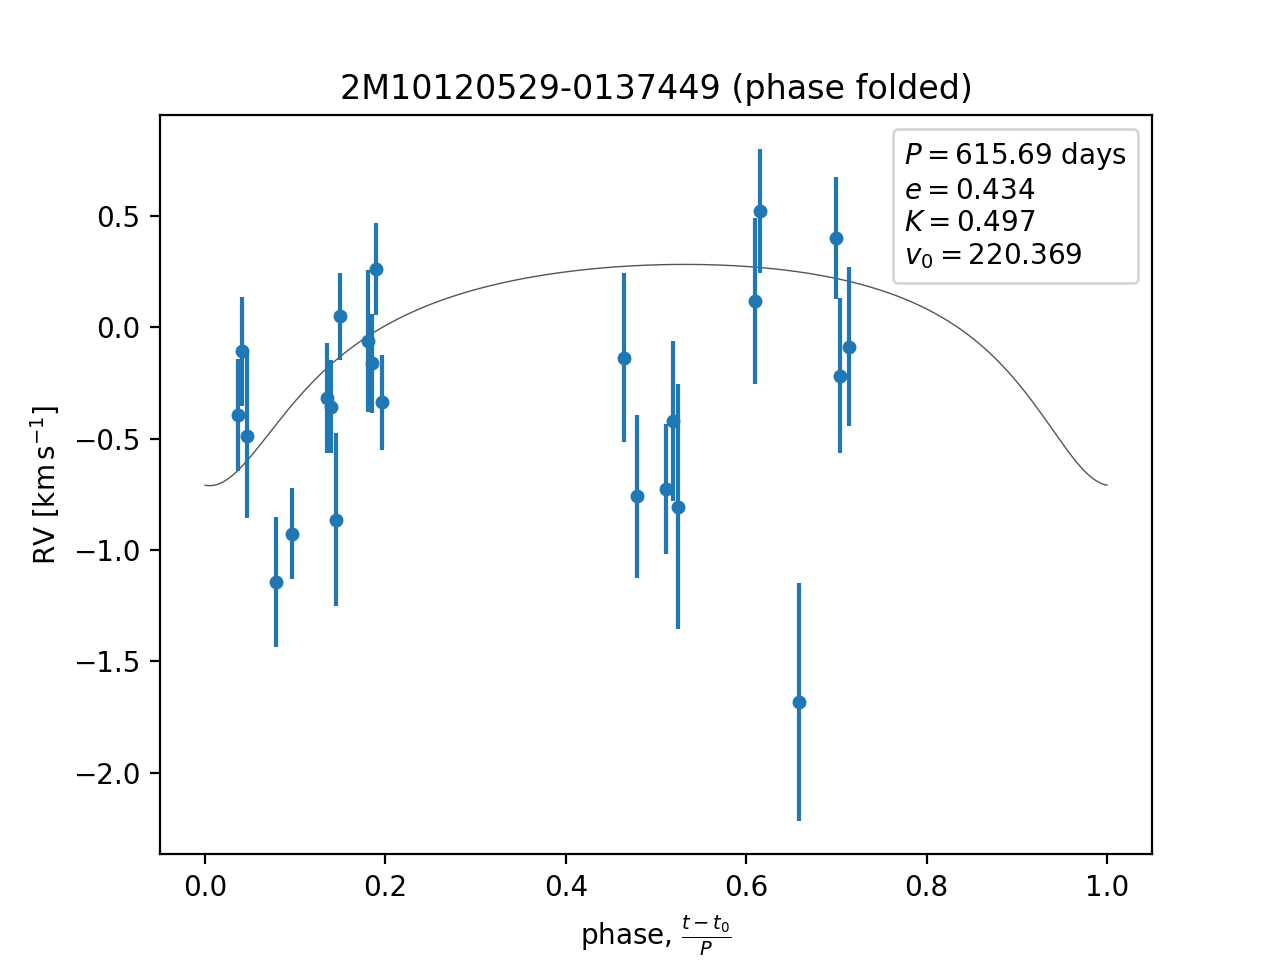 2M10120529-0137449 (phase folded)
P = 615.69 days
e = 0.434
K = 0.497
v₀ = 220.369
0.5
0.0
−0.5
−1.0
−1.5
−2.0
RV [km s⁻¹]
0.0 0.2 0.4 0.6 0.8 1.0
phase, (t − t₀)/P